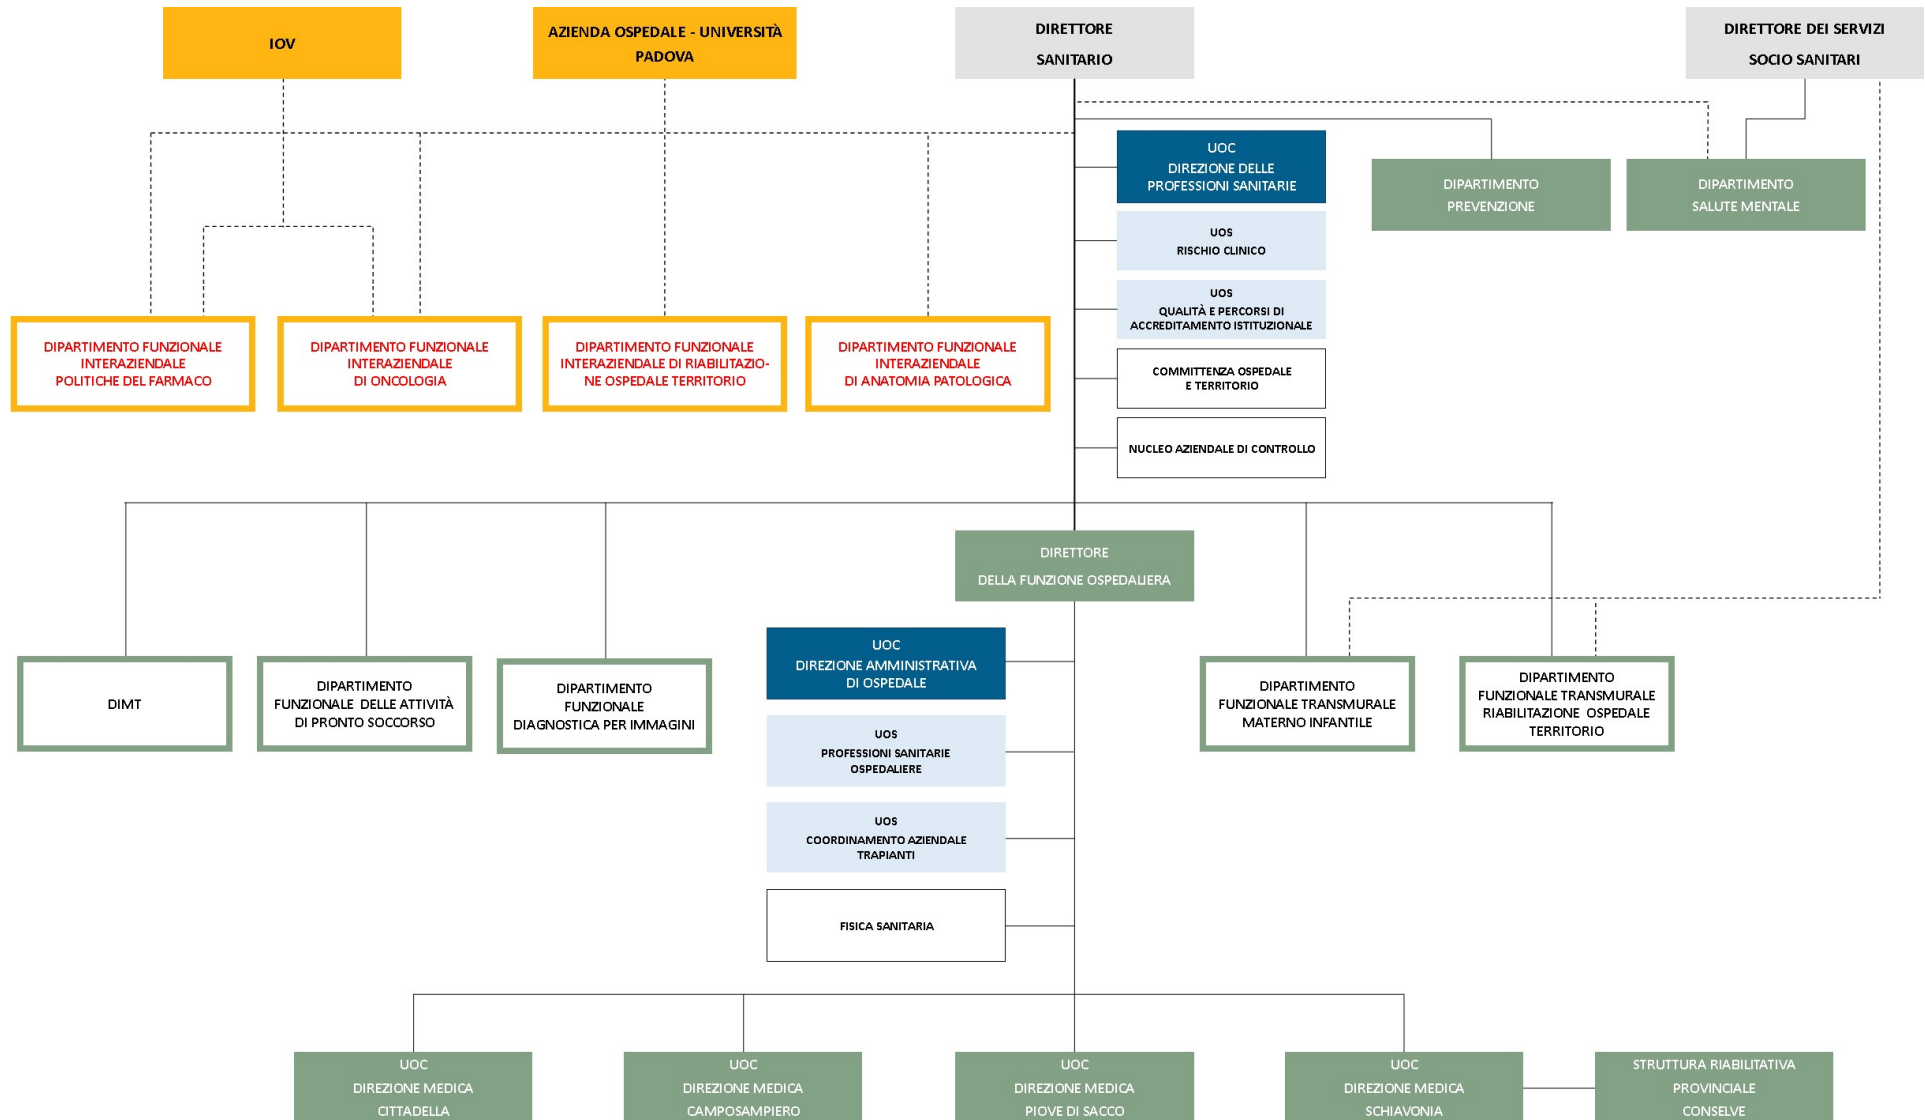 IOV
AZIENDA OSPEDALE - UNIVERSITÀ
PADOVA
DIRETTORE
SANITARIO
DIRETTORE DEI SERVIZI
SOCIO SANITARI
UOC
DIREZIONE DELLE
PROFESSIONI SANITARIE
DIPARTIMENTO
PREVENZIONE
DIPARTIMENTO
SALUTE MENTALE
UOS
RISCHIO CLINICO
UOS
QUALITÀ E PERCORSI DI
ACCREDITAMENTO ISTITUZIONALE
DIPARTIMENTO FUNZIONALE
INTERAZIENDALE
POLITICHE DEL FARMACO
DIPARTIMENTO FUNZIONALE
INTERAZIENDALE
DI ONCOLOGIA
DIPARTIMENTO FUNZIONALE
INTERAZIENDALE DI RIABILITAZIO-
NE OSPEDALE TERRITORIO
DIPARTIMENTO FUNZIONALE
INTERAZIENDALE
DI ANATOMIA PATOLOGICA
COMMITTENZA OSPEDALE
E TERRITORIO
NUCLEO AZIENDALE DI CONTROLLO
DIRETTORE
DELLA FUNZIONE OSPEDALIERA
DIMT
DIPARTIMENTO
FUNZIONALE DELLE ATTIVITÀ
DI PRONTO SOCCORSO
DIPARTIMENTO
FUNZIONALE
DIAGNOSTICA PER IMMAGINI
UOC
DIREZIONE AMMINISTRATIVA
DI OSPEDALE
DIPARTIMENTO
FUNZIONALE TRANSMURALE
MATERNO INFANTILE
DIPARTIMENTO
FUNZIONALE TRANSMURALE
RIABILITAZIONE OSPEDALE
TERRITORIO
UOS
PROFESSIONI SANITARIE
OSPEDALIERE
UOS
COORDINAMENTO AZIENDALE
TRAPIANTI
FISICA SANITARIA
UOC
DIREZIONE MEDICA
CITTADELLA
UOC
DIREZIONE MEDICA
CAMPOSAMPIERO
UOC
DIREZIONE MEDICA
PIOVE DI SACCO
UOC
DIREZIONE MEDICA
SCHIAVONIA
STRUTTURA RIABILITATIVA
PROVINCIALE
CONSELVE